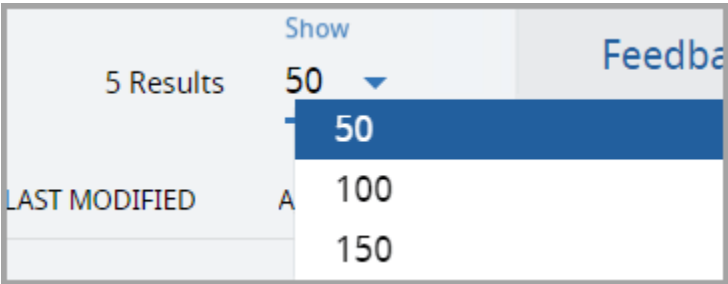 Show
5 Results 50
Feedba
50
LAST MODIFIED A
100
150